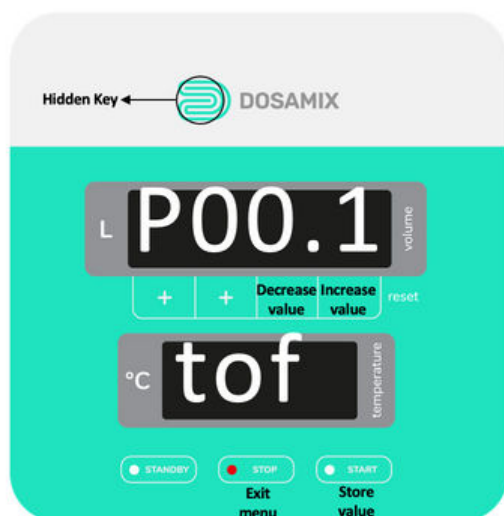 Hidden Key
DOSAMIX
L
P00.1
volume
+ + Decrease value Increase value
reset
°C
tof
temperature
STANDBY
STOP
START
Exit menu
Store value